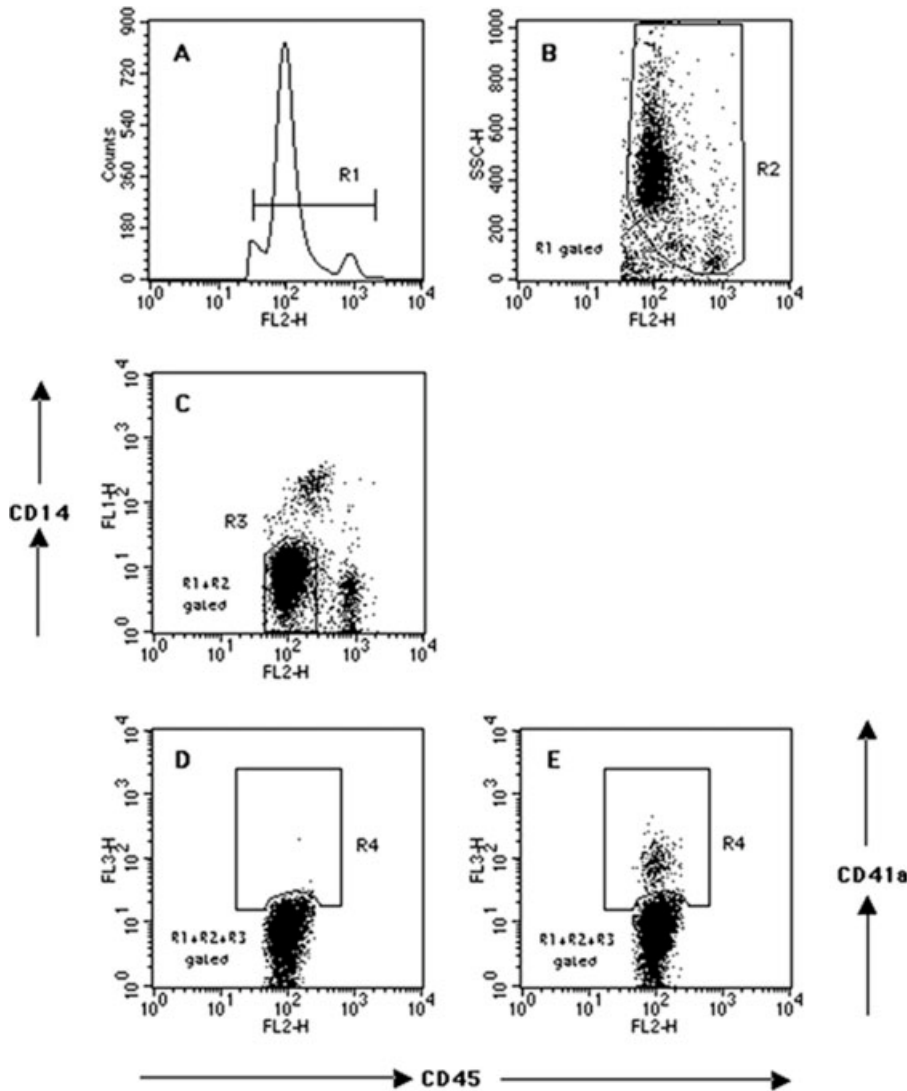 A
Counts
900
720
540
360
180
0
R1
10^0 10^1 10^2 10^3 10^4
FL2-H
B
SSC-H
1000
800
600
400
200
0
R2
R1 gated
10^0 10^1 10^2 10^3 10^4
FL2-H
CD14
C
FL1-H
10^4
10^3
10^2
10^1
10^0
R3
R1+R2
gated
10^0 10^1 10^2 10^3 10^4
FL2-H
D
FL3-H
10^4
10^3
10^2
10^1
10^0
R4
R1+R2+R3
gated
10^0 10^1 10^2 10^3 10^4
FL2-H
E
FL3-H
10^4
10^3
10^2
10^1
10^0
R4
R1+R2+R3
gated
10^0 10^1 10^2 10^3 10^4
FL2-H
CD41a
CD45